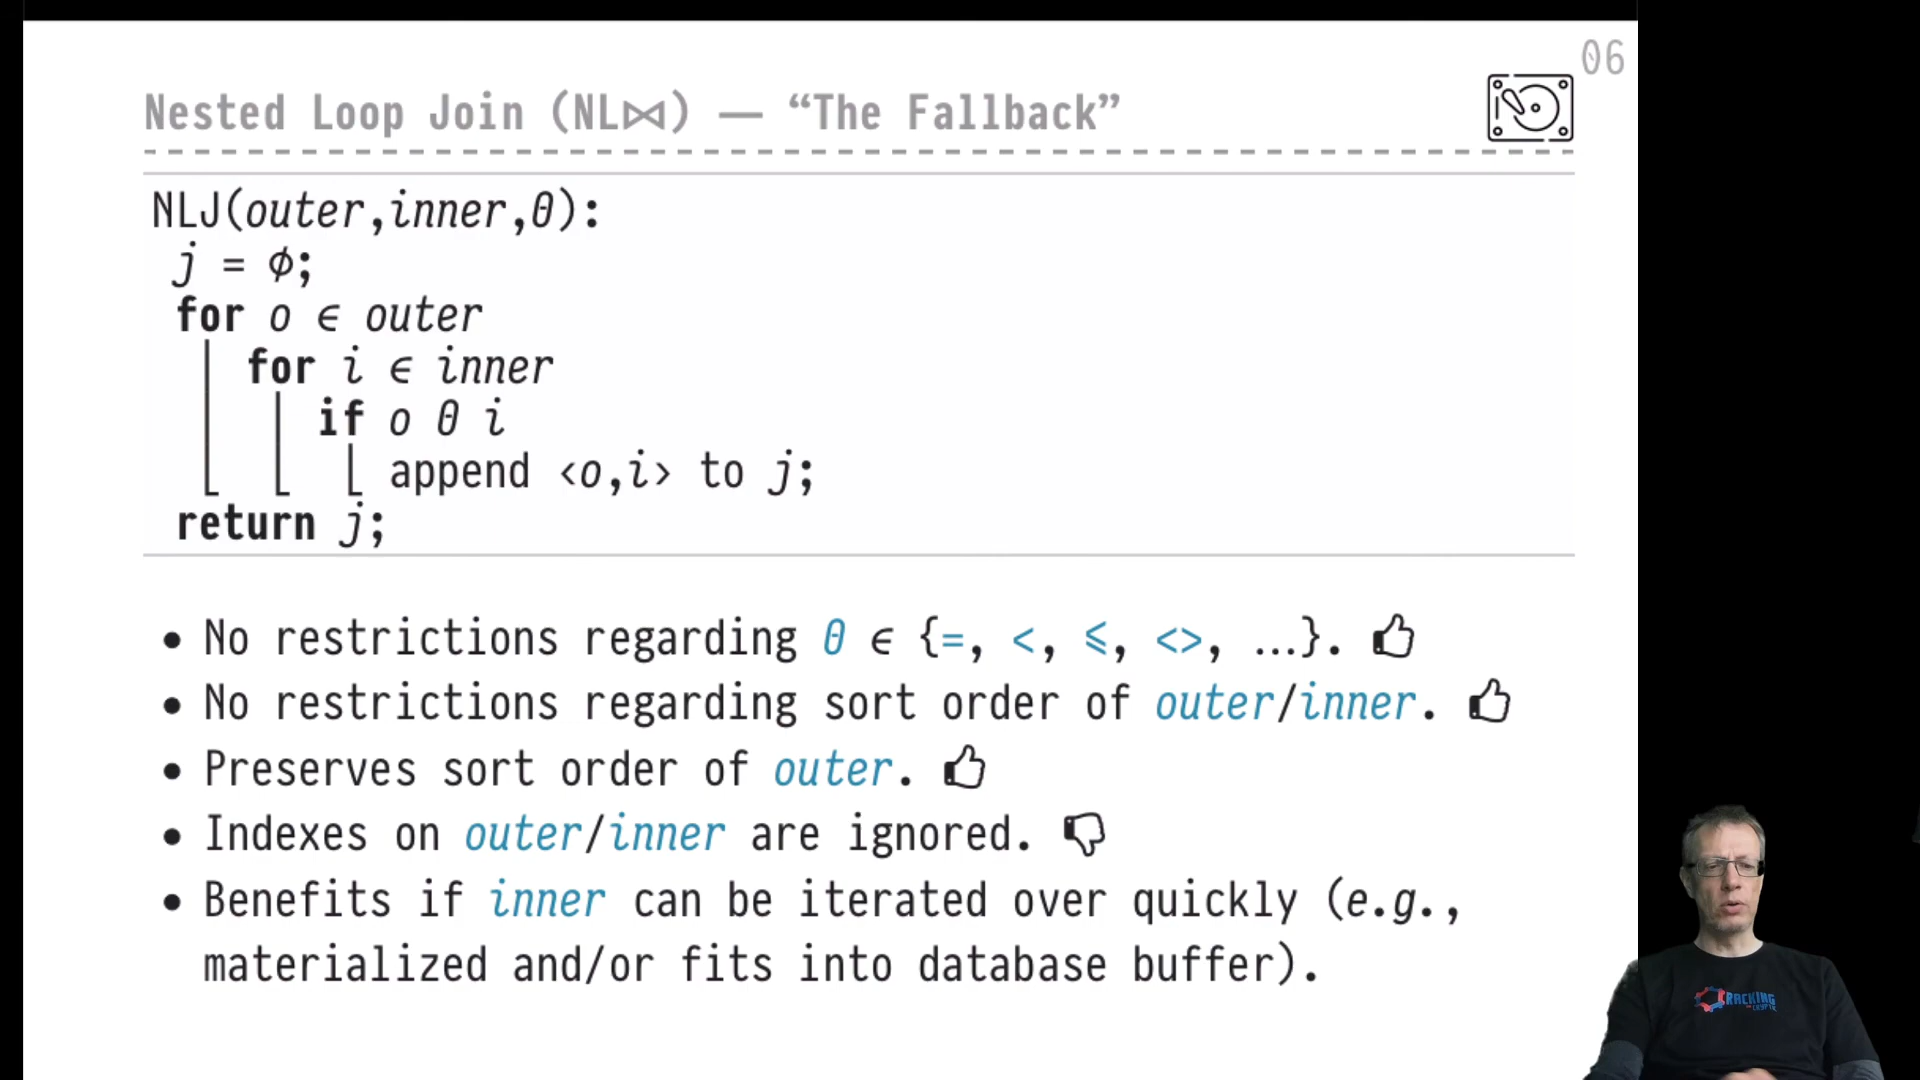 06
Nested Loop Join (NL⋈) — “The Fallback”
NLJ(outer,inner,θ):
j = ϕ;
for o ∈ outer
for i ∈ inner
if o θ i
append <o,i> to j;
return j;
• No restrictions regarding θ ∈ {=, <, ⩽, <>, …}.
• No restrictions regarding sort order of outer/inner.
• Preserves sort order of outer.
• Indexes on outer/inner are ignored.
• Benefits if inner can be iterated over quickly (e.g.,
materialized and/or fits into database buffer).
RACKING